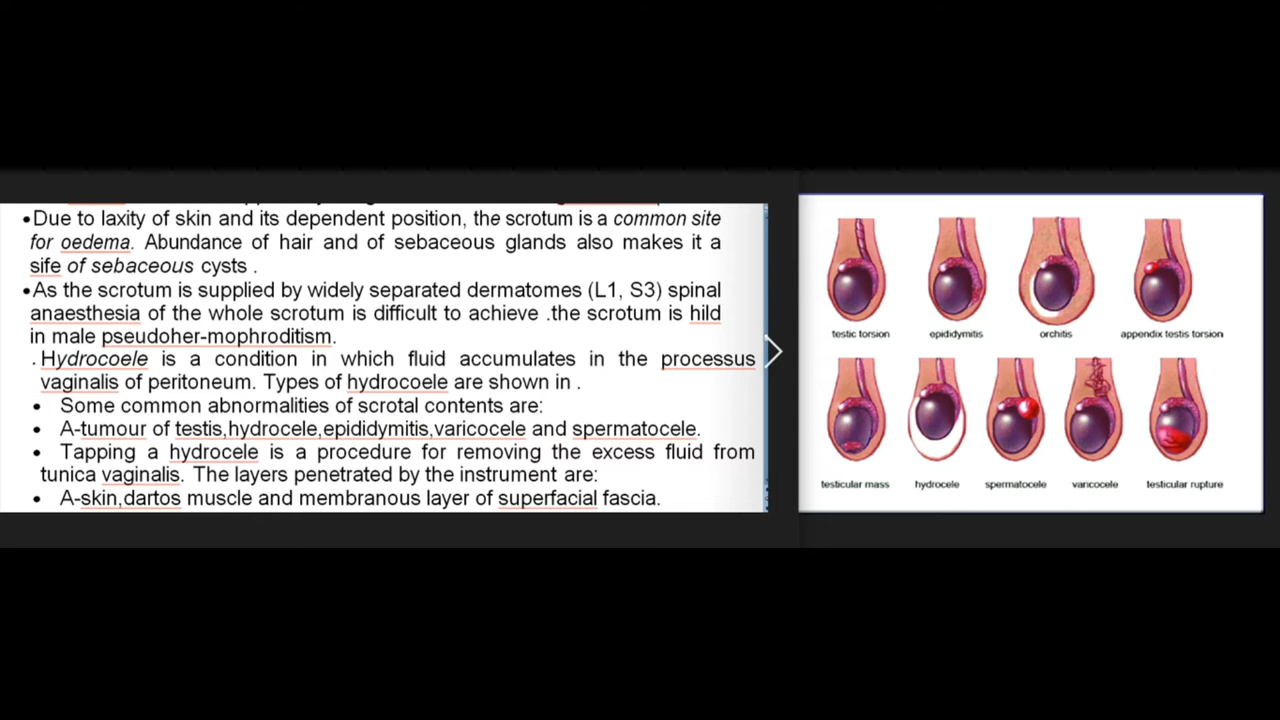 •Due to laxity of skin and its dependent position, the scrotum is a common site
for oedema. Abundance of hair and of sebaceous glands also makes it a
sife of sebaceous cysts .
•As the scrotum is supplied by widely separated dermatomes (L1, S3) spinal
anaesthesia of the whole scrotum is difficult to achieve .the scrotum is hild
in male pseudoher-mophroditism.
. Hydrocoele is a condition in which fluid accumulates in the processus
vaginalis of peritoneum. Types of hydrocoele are shown in .
• Some common abnormalities of scrotal contents are:
• A-tumour of testis,hydrocele,epididymitis,varicocele and spermatocele.
• Tapping a hydrocele is a procedure for removing the excess fluid from
tunica vaginalis. The layers penetrated by the instrument are:
• A-skin,dartos muscle and membranous layer of superfacial fascia.
testic torsion
epididymitis
orchitis
appendix testis torsion
testicular mass
hydrocele
spermatocele
varicocele
testicular rupture